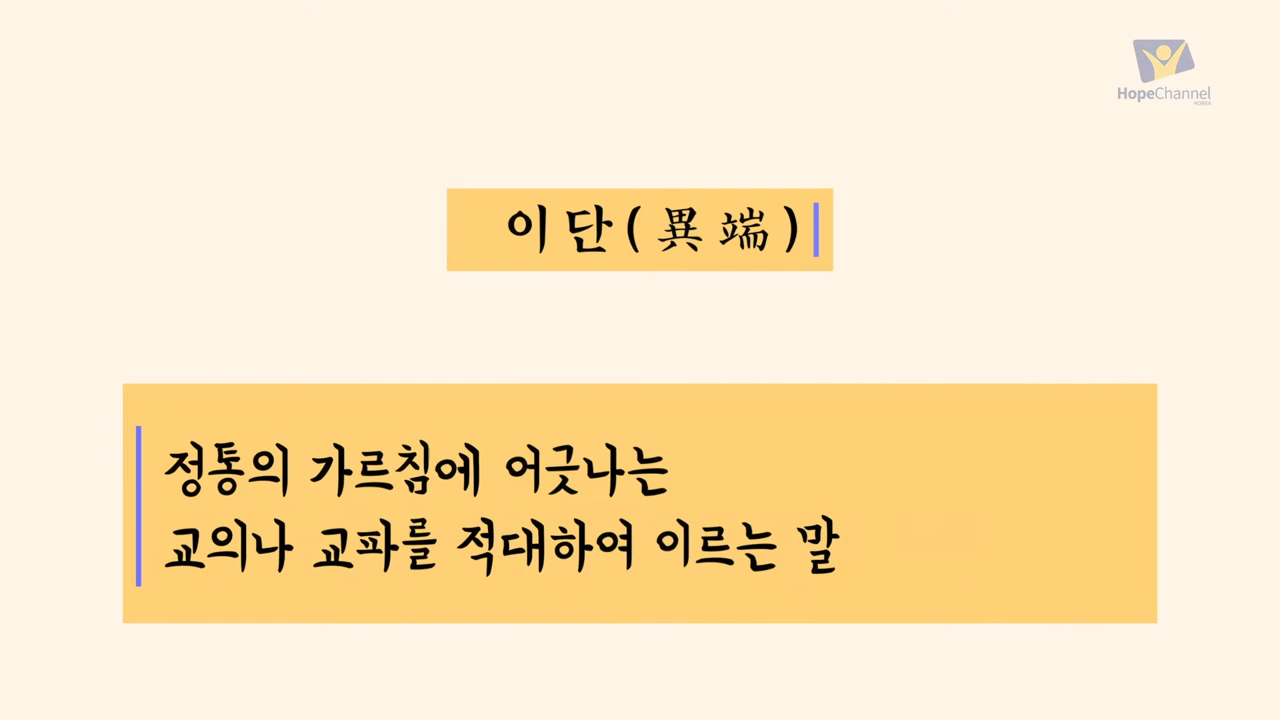 HopeChannel
KOREA
이단(異端)
정통의 가르침에 어긋나는
교의나 교파를 적대하여 이르는 말